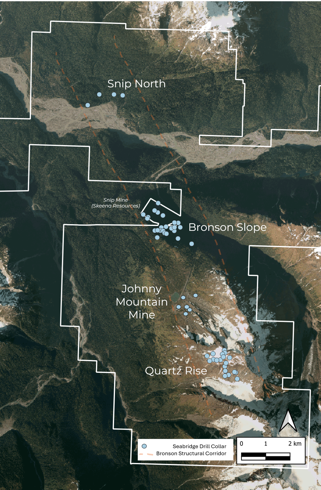 Snip North
Snip Mine
(Skeena Resources)
Bronson Slope
Johnny
Mountain
Mine
Quartz Rise
Seabridge Drill Collar
Bronson Structural Corridor
0 1 2 km